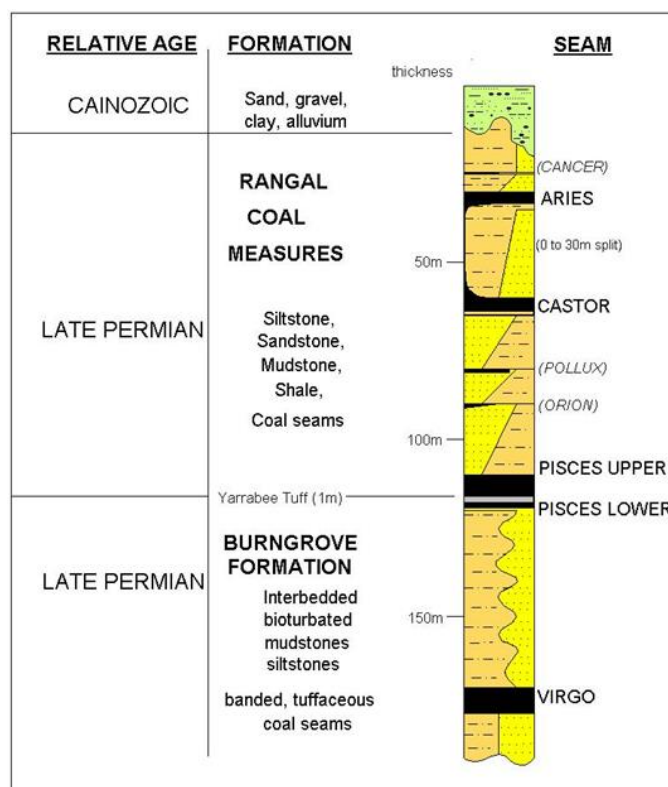 RELATIVE AGE
FORMATION
SEAM
thickness
CAINOZOIC
Sand, gravel,
clay, alluvium
(CANCER)
RANGAL
ARIES
COAL
(0 to 30m split)
MEASURES
50m
CASTOR
LATE PERMIAN
Siltstone,
Sandstone,
Mudstone,
Shale,
Coal seams
(POLLUX)
(ORION)
100m
PISCES UPPER
Yarrabee Tuff (1m)
PISCES LOWER
LATE PERMIAN
BURNGROVE
FORMATION
Interbedded
bioturbated
mudstones
siltstones
150m
banded, tuffaceous
coal seams
VIRGO